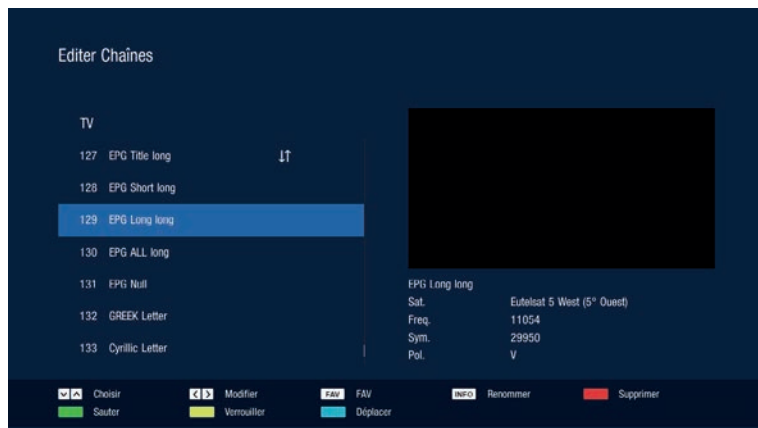 Editer Chaînes
TV
127 EPG Title long
128 EPG Short long
129 EPG Long long
130 EPG ALL long
131 EPG Null
132 GREEK Letter
133 Cyrillic Letter
EPG Long long
Sat. Eutelsat 5 West (5° Ouest)
Freq. 11054
Sym. 29950
Pol. V
Choisir Modifier FAV FAV INFO Renommer Supprimer
Sauter Verrouiller Déplacer